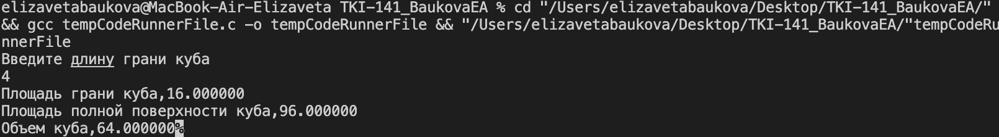 elizavetabaukova@MacBook-Air-Elizaveta TKI-141_BaukovaEA % cd "/Users/elizavetabaukova/Desktop/TKI-141_BaukovaEA/"
&& gcc tempCodeRunnerFile.c -o tempCodeRunnerFile && "/Users/elizavetabaukova/Desktop/TKI-141_BaukovaEA/"tempCodeRu
nnerFile
Введите длину грани куба
4
Площадь грани куба,16.000000
Площадь полной поверхности куба,96.000000
Объем куба,64.000000%